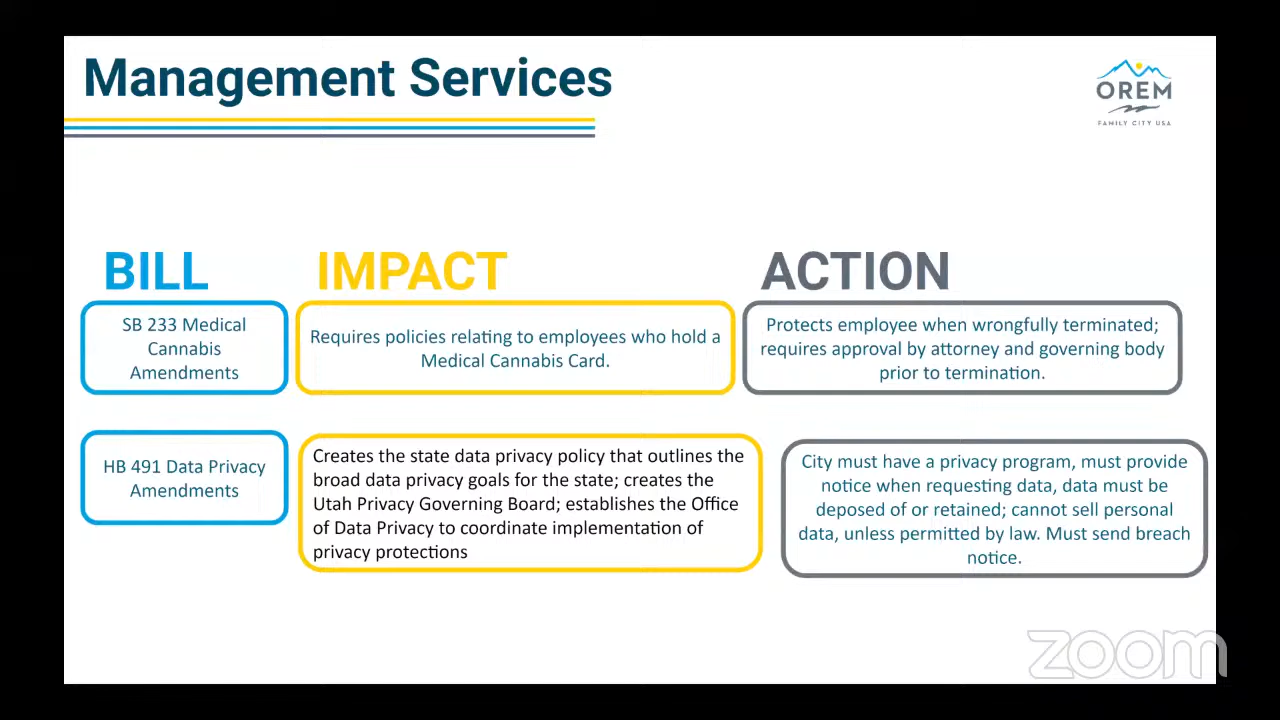 Management Services
OREM
FAMILY CITY USA
BILL
IMPACT
ACTION
SB 233 Medical
Cannabis
Amendments
Requires policies relating to employees who hold a
Medical Cannabis Card.
Protects employee when wrongfully terminated;
requires approval by attorney and governing body
prior to termination.
HB 491 Data Privacy
Amendments
Creates the state data privacy policy that outlines the
broad data privacy goals for the state; creates the
Utah Privacy Governing Board; establishes the Office
of Data Privacy to coordinate implementation of
privacy protections
City must have a privacy program, must provide
notice when requesting data, data must be
deposed of or retained; cannot sell personal
data, unless permitted by law. Must send breach
notice.
zoom